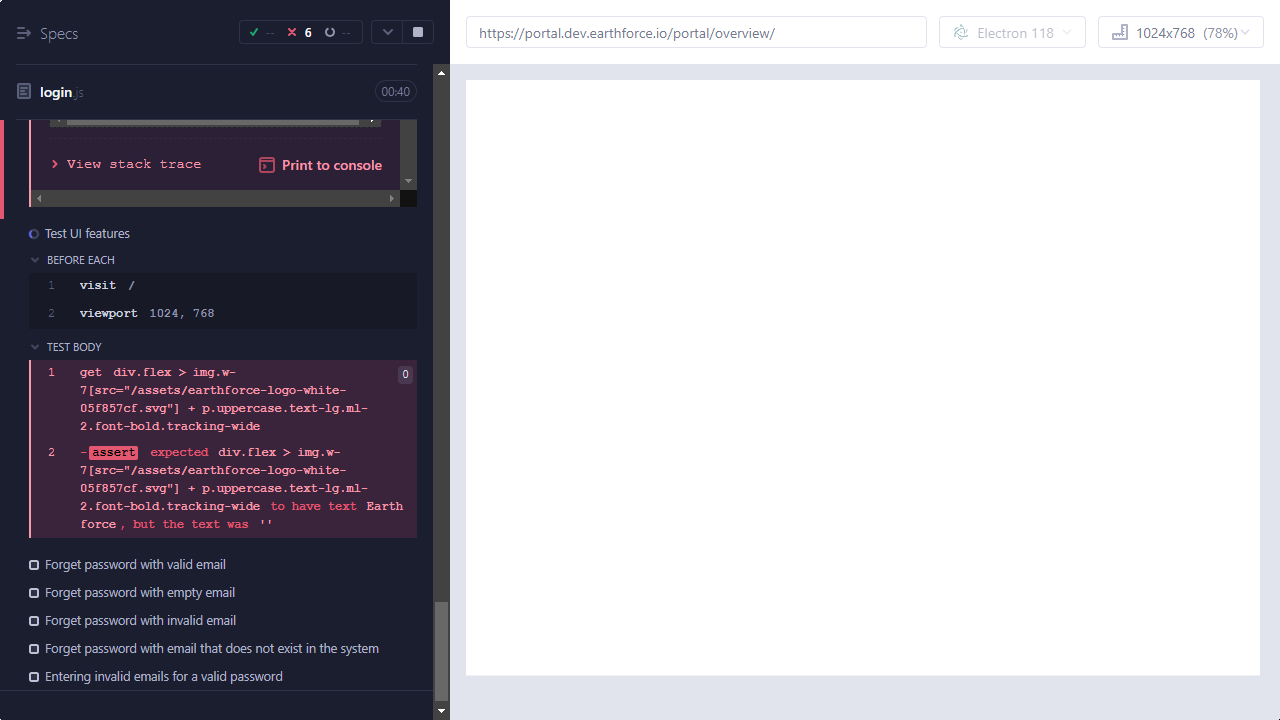 Specs
-- 6 --
https://portal.dev.earthforce.io/portal/overview/
Electron 118
1024x768 (78%)
login.js
00:40
View stack trace
Print to console
Test UI features
BEFORE EACH
1 visit /
2 viewport 1024, 768
TEST BODY
1 get div.flex > img.w-
0
7[src="/assets/earthforce-logo-white-
05f857cf.svg"] + p.uppercase.text-lg.ml-
2.font-bold.tracking-wide
2 -assert expected div.flex > img.w-
7[src="/assets/earthforce-logo-white-
05f857cf.svg"] + p.uppercase.text-lg.ml-
2.font-bold.tracking-wide to have text Earth
force, but the text was ''
Forget password with valid email
Forget password with empty email
Forget password with invalid email
Forget password with email that does not exist in the system
Entering invalid emails for a valid password